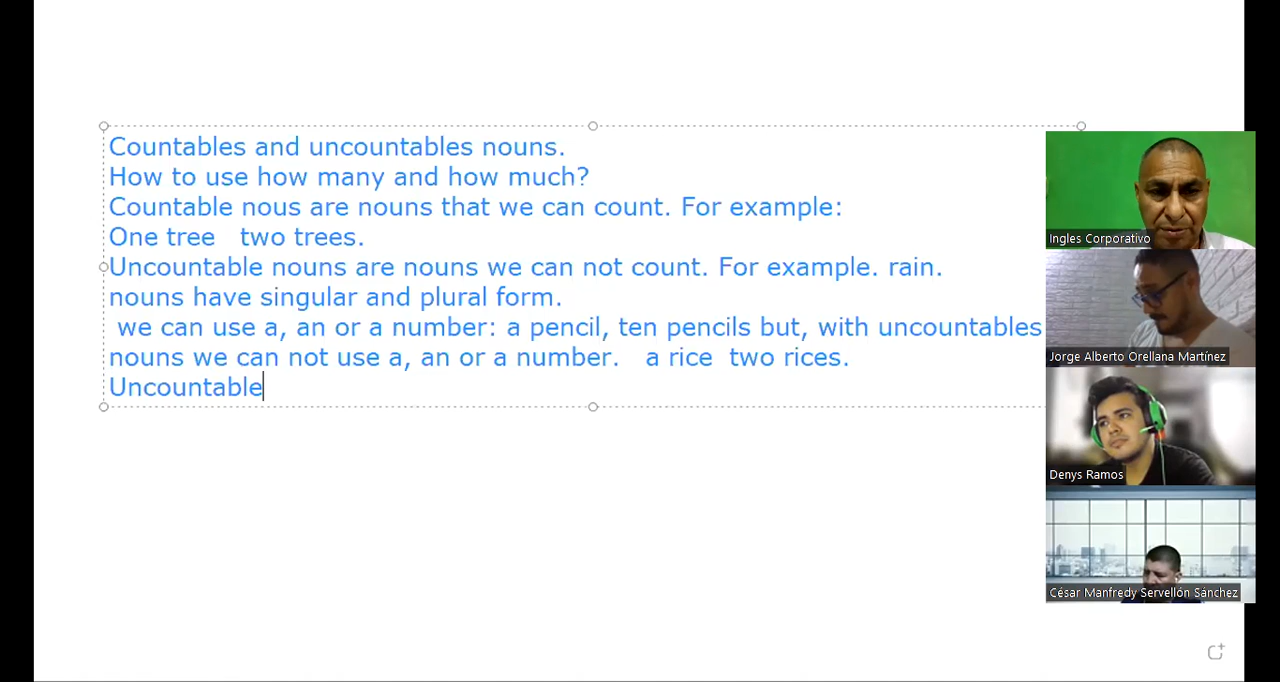 Countables and uncountables nouns.
How to use how many and how much?
Countable nous are nouns that we can count. For example:
One tree   two trees.
Uncountable nouns are nouns we can not count. For example. rain.
nouns have singular and plural form.
we can use a, an or a number: a pencil, ten pencils but, with uncountables
nouns we can not use a, an or a number.   a rice  two rices.
Uncountable
Ingles Corporativo
Jorge Alberto Orellana Martínez
Denys Ramos
César Manfredy Servellón Sánchez